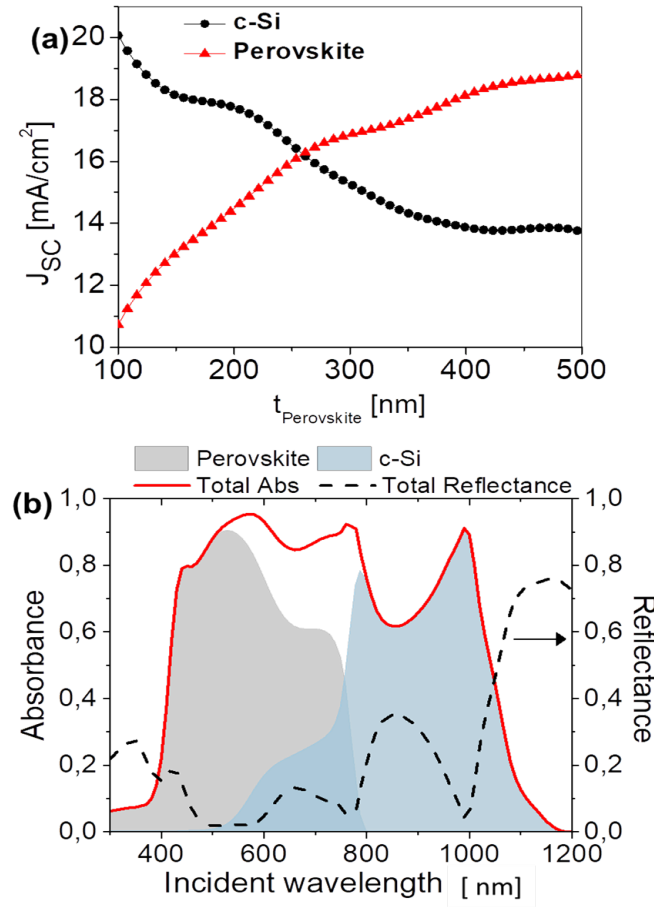 (a)
c-Si
Perovskite
J_SC [mA/cm²]
20
18
16
14
12
10
100 200 300 400 500
t_Perovskite [nm]
(b)
Perovskite c-Si
Total Abs Total Reflectance
Absorbance
1,0
0,8
0,6
0,4
0,2
0,0
1,0
0,8
0,6
0,4
0,2
0,0
Reflectance
400 600 800 1000 1200
Incident wavelength [ nm]